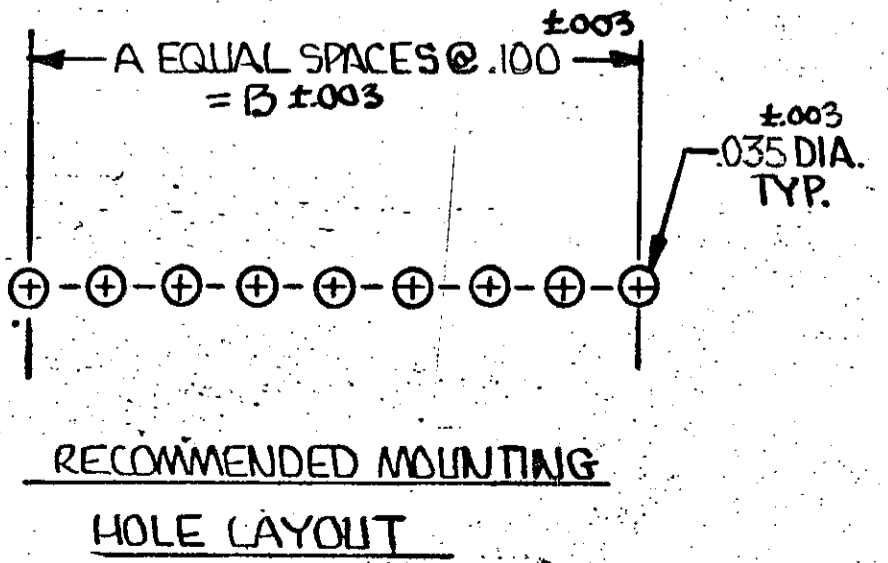 ±.003
A EQUAL SPACES @ .100
= B ±.003
±.003
.035 DIA.
TYP.
RECOMMENDED MOUNTING
HOLE LAYOUT